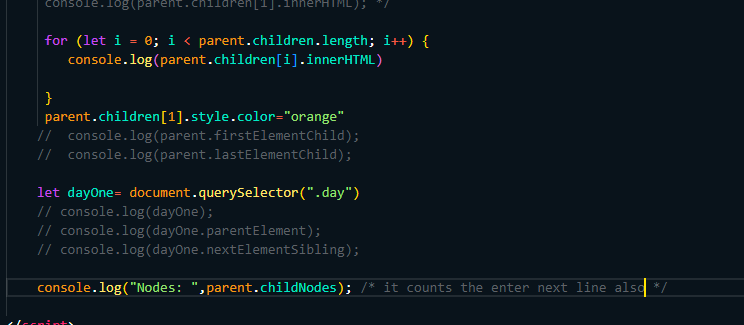 console.log(parent.children[1].innerHTML); */
for (let i = 0; i < parent.children.length; i++) {
console.log(parent.children[i].innerHTML)
}
parent.children[1].style.color="orange"
//  console.log(parent.firstElementChild);
//  console.log(parent.lastElementChild);
let dayOne= document.querySelector(".day")
// console.log(dayOne);
// console.log(dayOne.parentElement);
// console.log(dayOne.nextElementSibling);
console.log("Nodes: ",parent.childNodes); /* it counts the enter next line also */
</script>